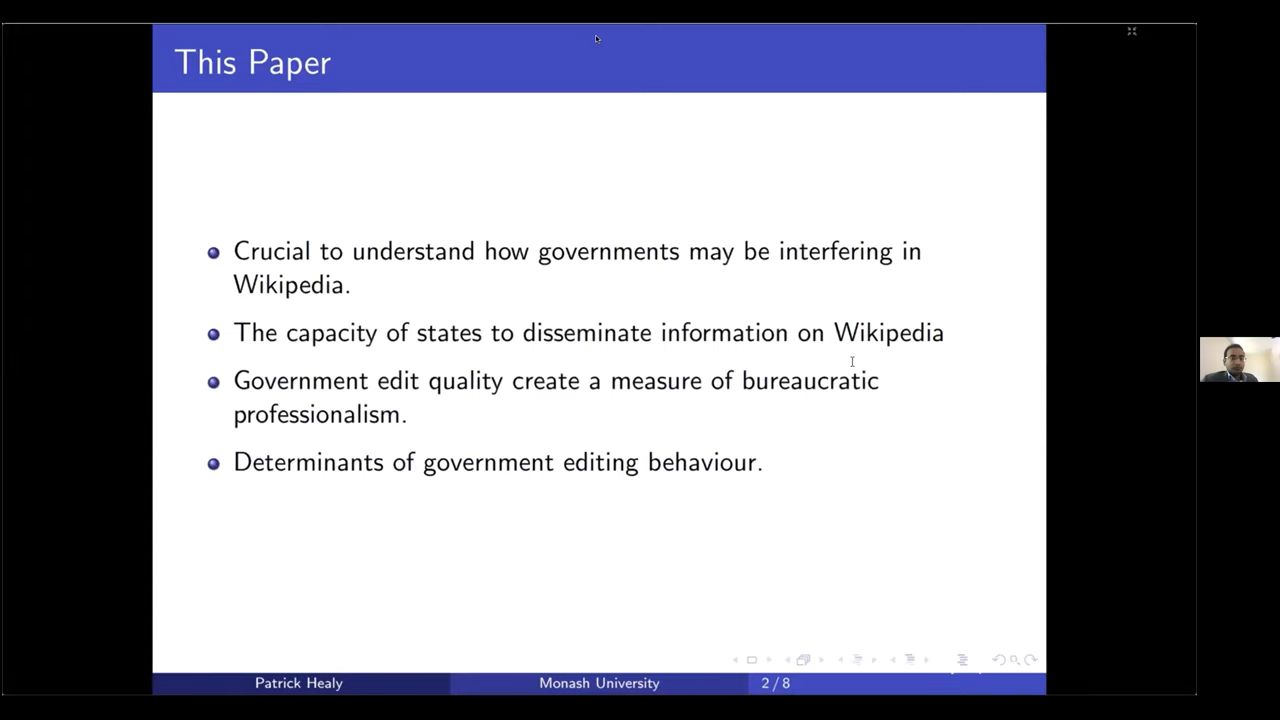 This Paper
Crucial to understand how governments may be interfering in
Wikipedia.
The capacity of states to disseminate information on Wikipedia
Government edit quality create a measure of bureaucratic
professionalism.
Determinants of government editing behaviour.
Patrick Healy
Monash University
2 / 8